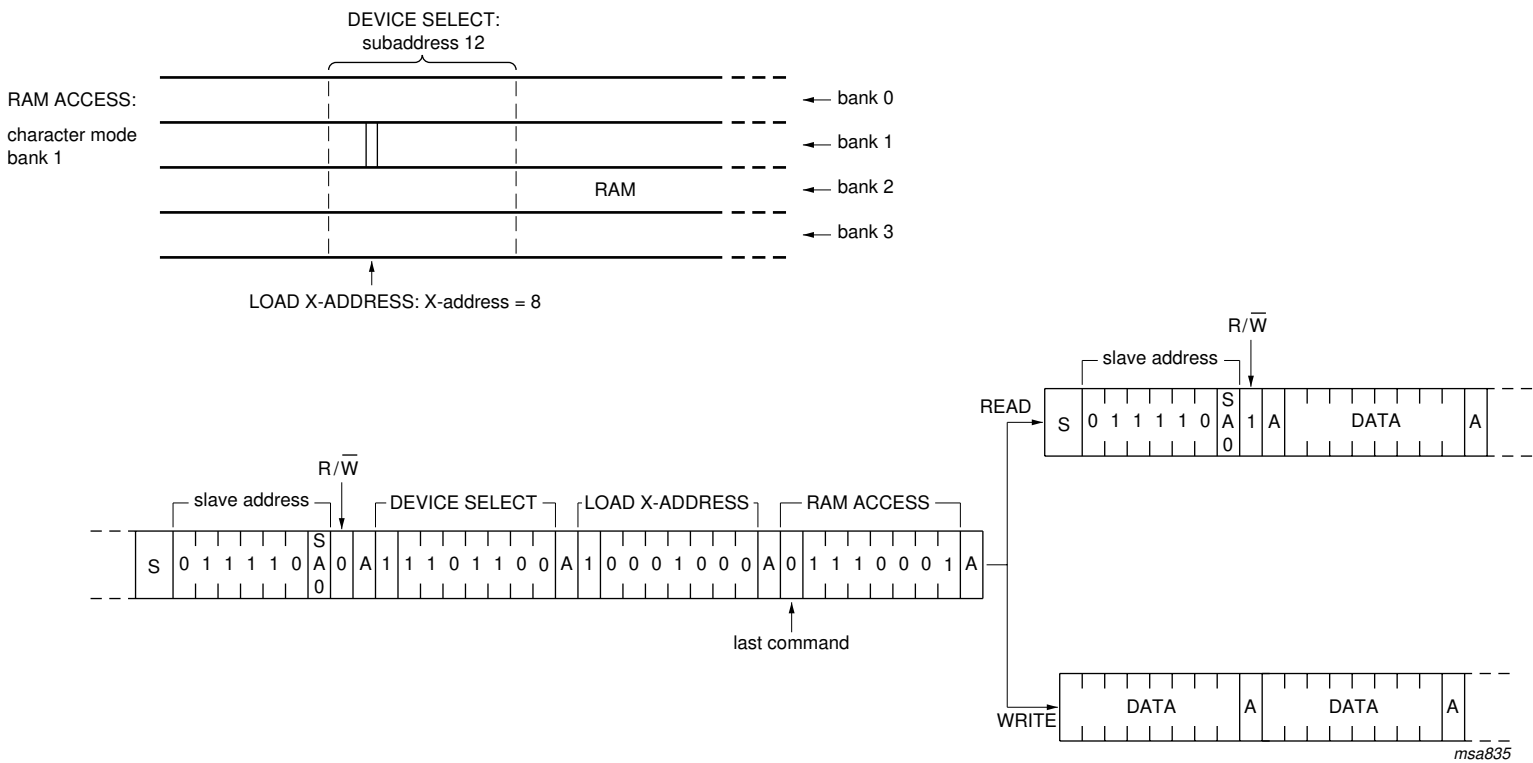 DEVICE SELECT:
subaddress 12
RAM ACCESS:
bank 0
character mode
bank 1
bank 1
RAM
bank 2
bank 3
LOAD X-ADDRESS: X-address = 8
R/W̅
slave address
READ
S 0 1 1 1 1 0 SA0 1 A DATA A
R/W̅
slave address DEVICE SELECT LOAD X-ADDRESS RAM ACCESS
S 0 1 1 1 1 0 SA0 0 A 1 1 1 0 1 1 0 0 A 1 0 0 0 1 0 0 0 A 0 1 1 1 0 0 0 1 A
last command
WRITE
DATA A DATA A
msa835